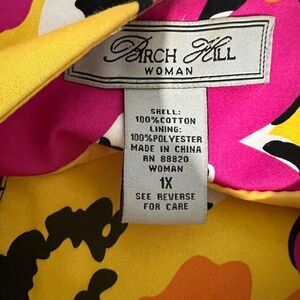 BIRCH HILL
WOMAN
SHELL:
100%COTTON
LINING:
100%POLYESTER
MADE IN CHINA
RN 88820
WOMAN
1X
SEE REVERSE
FOR CARE